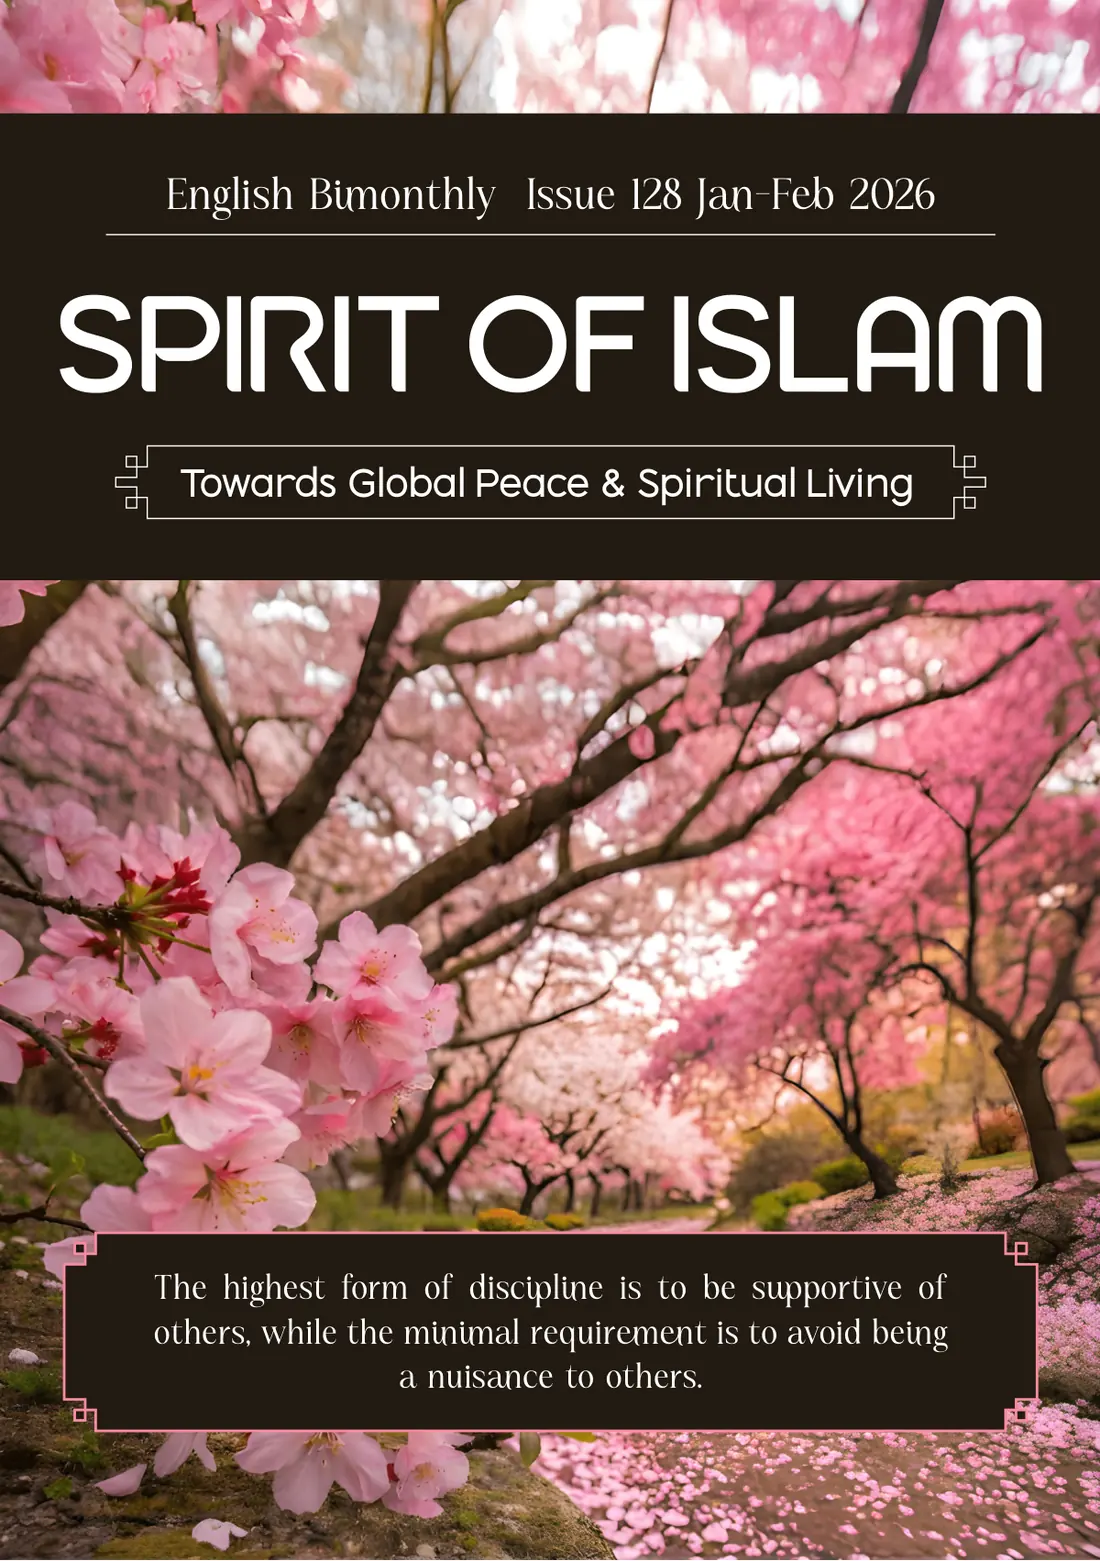 English Bimonthly Issue 128 Jan-Feb 2026
SPIRIT OF ISLAM
Towards Global Peace & Spiritual Living
The highest form of discipline is to be supportive of
others, while the minimal requirement is to avoid being
a nuisance to others.